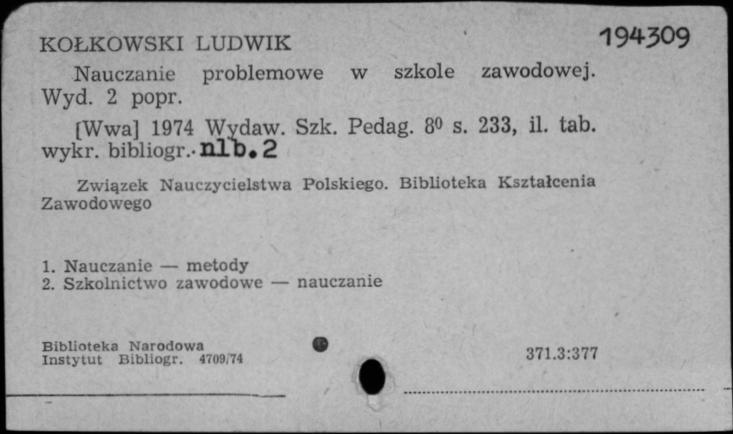 194309
KOŁKOWSKI LUDWIK
Nauczanie problemowe w szkole zawodowej.
Wyd. 2 popr.
[Wwa] 1974 Wydaw. Szk. Pedag. 8⁰ s. 233, il. tab.
wykr. bibliogr. nlb. 2
Związek Nauczycielstwa Polskiego. Biblioteka Kształcenia
Zawodowego
1. Nauczanie — metody
2. Szkolnictwo zawodowe — nauczanie
Biblioteka Narodowa
Instytut Bibliogr. 4709/74
371.3:377